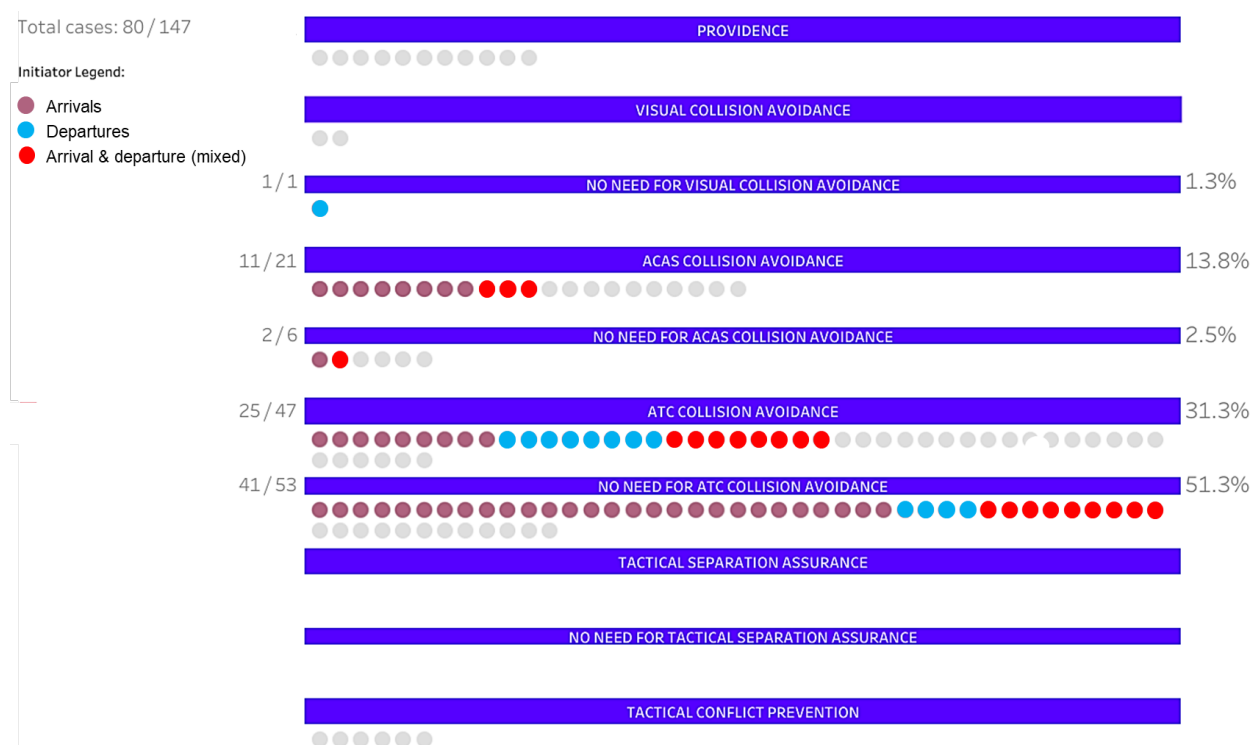 Total cases: 80 / 147
PROVIDENCE
Initiator Legend:
Arrivals
Departures
Arrival & departure (mixed)
VISUAL COLLISION AVOIDANCE
1 / 1 NO NEED FOR VISUAL COLLISION AVOIDANCE 1.3%
11 / 21 ACAS COLLISION AVOIDANCE 13.8%
2 / 6 NO NEED FOR ACAS COLLISION AVOIDANCE 2.5%
25 / 47 ATC COLLISION AVOIDANCE 31.3%
41 / 53 NO NEED FOR ATC COLLISION AVOIDANCE 51.3%
TACTICAL SEPARATION ASSURANCE
NO NEED FOR TACTICAL SEPARATION ASSURANCE
TACTICAL CONFLICT PREVENTION